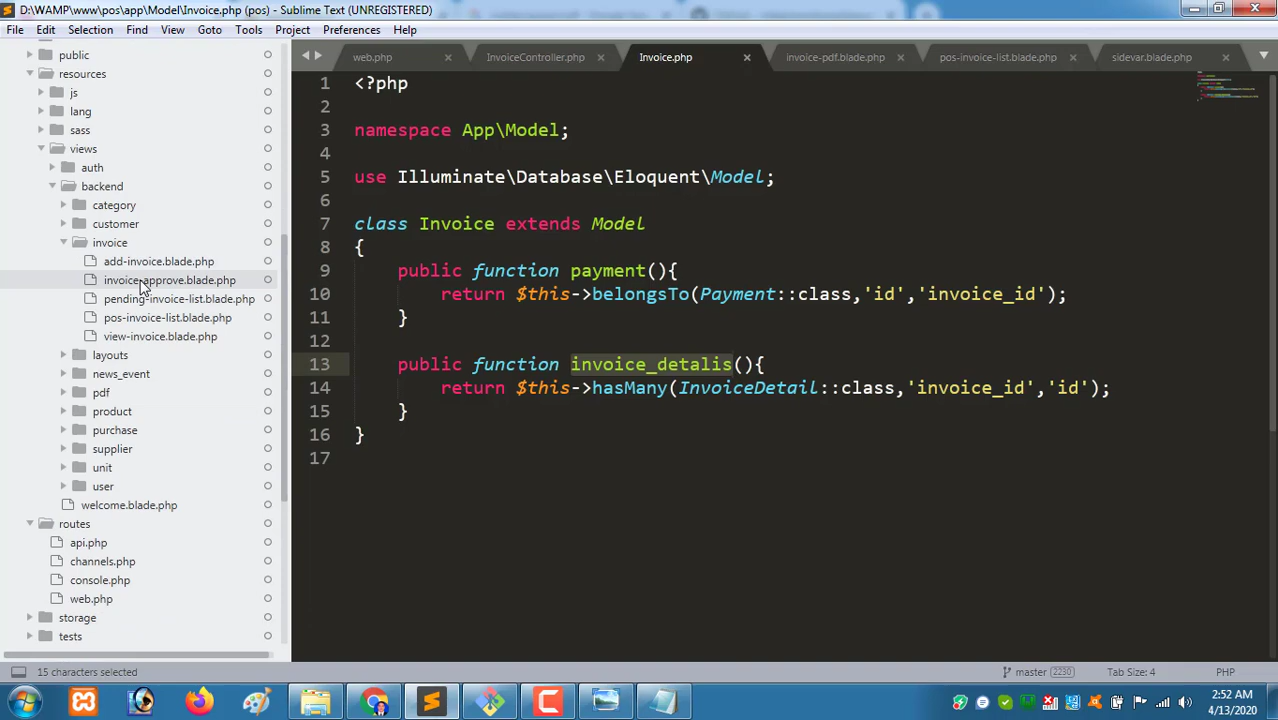 D:\WAMP\www\pos\app\Model\Invoice.php (pos) - Sublime Text (UNREGISTERED)
File Edit Selection Find View Goto Tools Project Preferences Help
public
resources
js
lang
sass
views
auth
backend
category
customer
invoice
add-invoice.blade.php
invoice-approve.blade.php
pending-invoice-list.blade.php
pos-invoice-list.blade.php
view-invoice.blade.php
layouts
news_event
pdf
product
purchase
supplier
unit
user
welcome.blade.php
routes
api.php
channels.php
console.php
web.php
storage
tests
web.php InvoiceController.php Invoice.php invoice-pdf.blade.php pos-invoice-list.blade.php sidevar.blade.php
1 <?php
2
3 namespace App\Model;
4
5 use Illuminate\Database\Eloquent\Model;
6
7 class Invoice extends Model
8 {
9 public function payment(){
10 return $this->belongsTo(Payment::class,'id','invoice_id');
11 }
12
13 public function invoice_detalis(){
14 return $this->hasMany(InvoiceDetail::class,'invoice_id','id');
15 }
16 }
17
15 characters selected
master 2230 Tab Size: 4 PHP
2:52 AM
4/13/2020